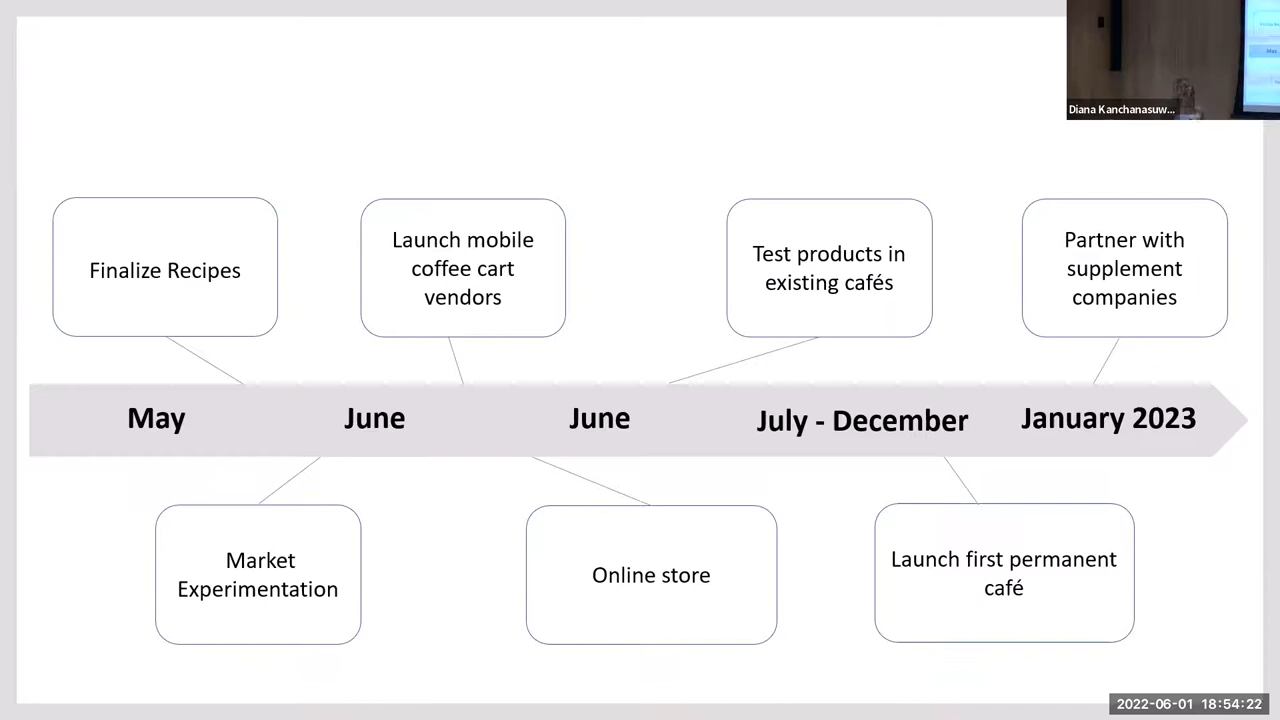 Diana Kanchanasuw...
Finalize Recipes
Launch mobile
coffee cart
vendors
Test products in
existing cafés
Partner with
supplement
companies
May
June
June
July - December
January 2023
Market
Experimentation
Online store
Launch first permanent
café
2022-06-01 18:54:22